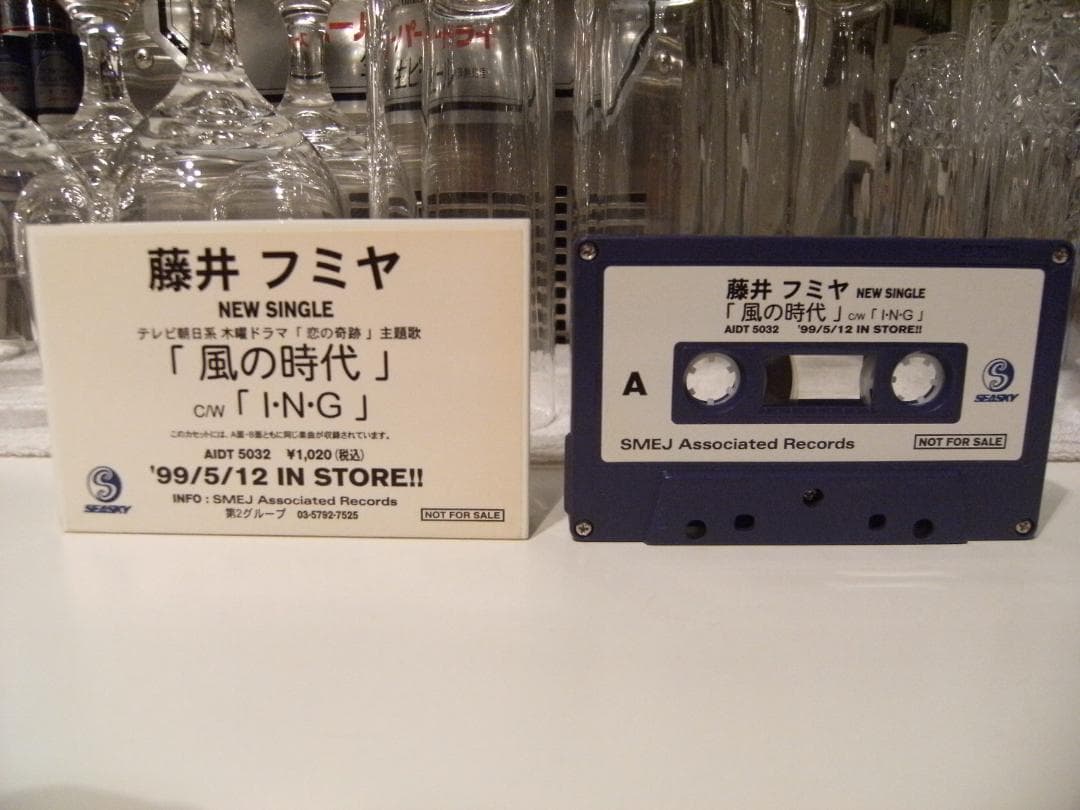 藤井 フミヤ
NEW SINGLE
テレビ朝日系 木曜ドラマ「 恋の奇跡 」主題歌
「 風の時代 」
C/W「 I・N・G 」
このカセットには、A面・B面ともに同じ楽曲が収録されています。
AIDT 5032 ¥1,020(税込)
'99/5/12 IN STORE!!
INFO : SMEJ Associated Records
第2グループ 03-5792-7525
SEASKY
NOT FOR SALE
藤井 フミヤ NEW SINGLE
「 風の時代 」C/W「 I・N・G 」
AIDT 5032 '99/5/12 IN STORE!!
A
SEASKY
SMEJ Associated Records
NOT FOR SALE